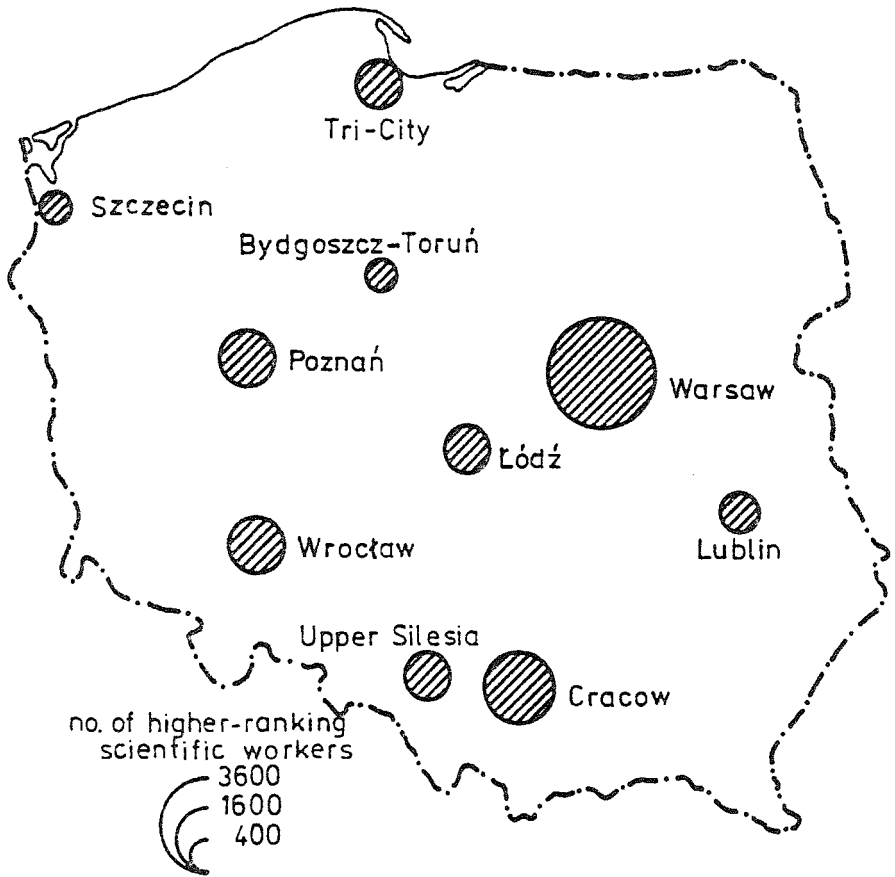 Tri-City
Szczecin
Bydgoszcz-Toruń
Poznań
Warsaw
Łódź
Lublin
Wrocław
Upper Silesia
Cracow
no. of higher-ranking
scientific workers
3600
1600
400